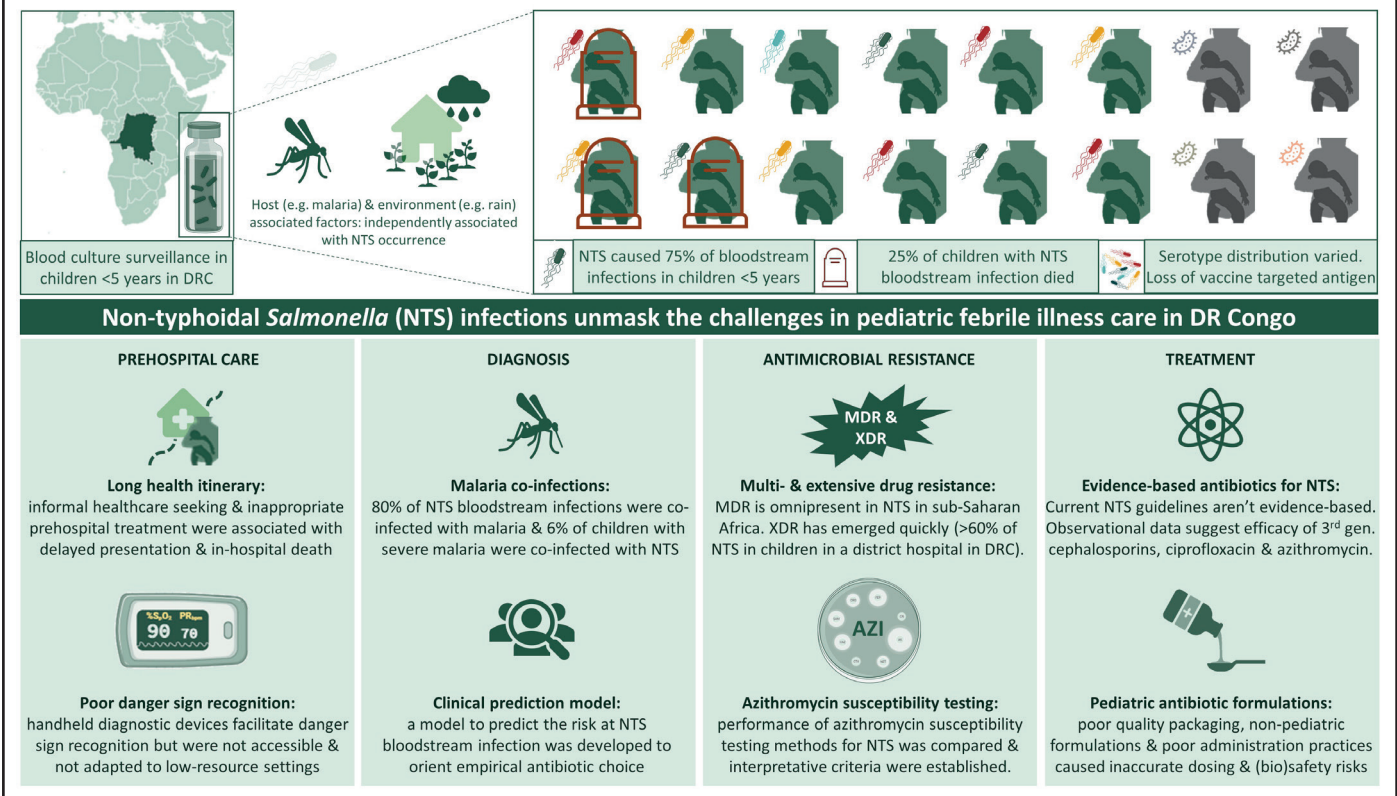 Blood culture surveillance in
children <5 years in DRC
Host (e.g. malaria) & environment (e.g. rain)
associated factors: independently associated
with NTS occurrence
NTS caused 75% of bloodstream
infections in children <5 years
25% of children with NTS
bloodstream infection died
Serotype distribution varied.
Loss of vaccine targeted antigen
Non-typhoidal Salmonella (NTS) infections unmask the challenges in pediatric febrile illness care in DR Congo
PREHOSPITAL CARE
Long health itinerary:
informal healthcare seeking & inappropriate
prehospital treatment were associated with
delayed presentation & in-hospital death
%SpO2 PRbpm
90 70
Poor danger sign recognition:
handheld diagnostic devices facilitate danger
sign recognition but were not accessible &
not adapted to low-resource settings
DIAGNOSIS
Malaria co-infections:
80% of NTS bloodstream infections were co-
infected with malaria & 6% of children with
severe malaria were co-infected with NTS
Clinical prediction model:
a model to predict the risk at NTS
bloodstream infection was developed to
orient empirical antibiotic choice
ANTIMICROBIAL RESISTANCE
MDR &
XDR
Multi- & extensive drug resistance:
MDR is omnipresent in NTS in sub-Saharan
Africa. XDR has emerged quickly (>60% of
NTS in children in a district hospital in DRC).
AZI
Azithromycin susceptibility testing:
performance of azithromycin susceptibility
testing methods for NTS was compared &
interpretative criteria were established.
TREATMENT
Evidence-based antibiotics for NTS:
Current NTS guidelines aren't evidence-based.
Observational data suggest efficacy of 3rd gen.
cephalosporins, ciprofloxacin & azithromycin.
Pediatric antibiotic formulations:
poor quality packaging, non-pediatric
formulations & poor administration practices
caused inaccurate dosing & (bio)safety risks